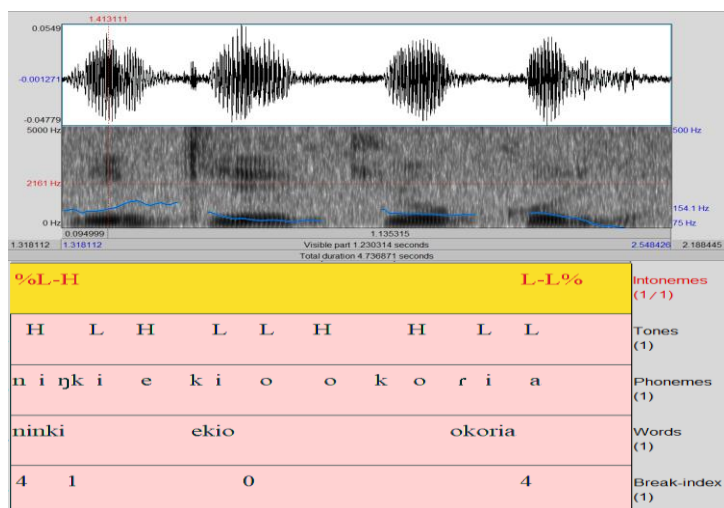 1.413111
0.0549
-0.001271
-0.04779
5000 Hz 500 Hz
2161 Hz
154.1 Hz
0 Hz 75 Hz
0.094999 1.135315
1.318112 1.318112 Visible part 1.230314 seconds 2.548426 2.188445
Total duration 4.736871 seconds
%L-H L-L% Intonemes
(1/1)
H L H L L H H L L Tones
(1)
n i ŋk i e k i o o k o ɾ i a Phonemes
(1)
ninki ekio okoria Words
(1)
4 1 0 4 Break-index
(1)